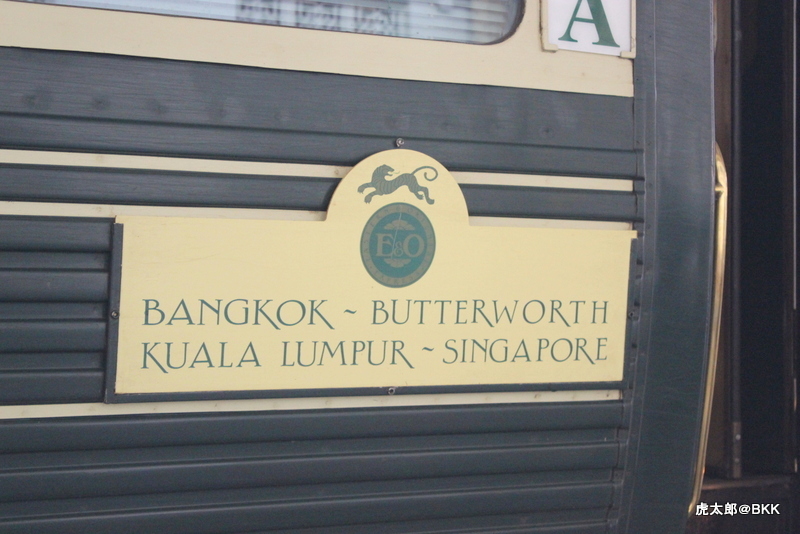 A
E&O
BANGKOK ~ BUTTERWORTH
KUALA LUMPUR ~ SINGAPORE
虎太郎@BKK